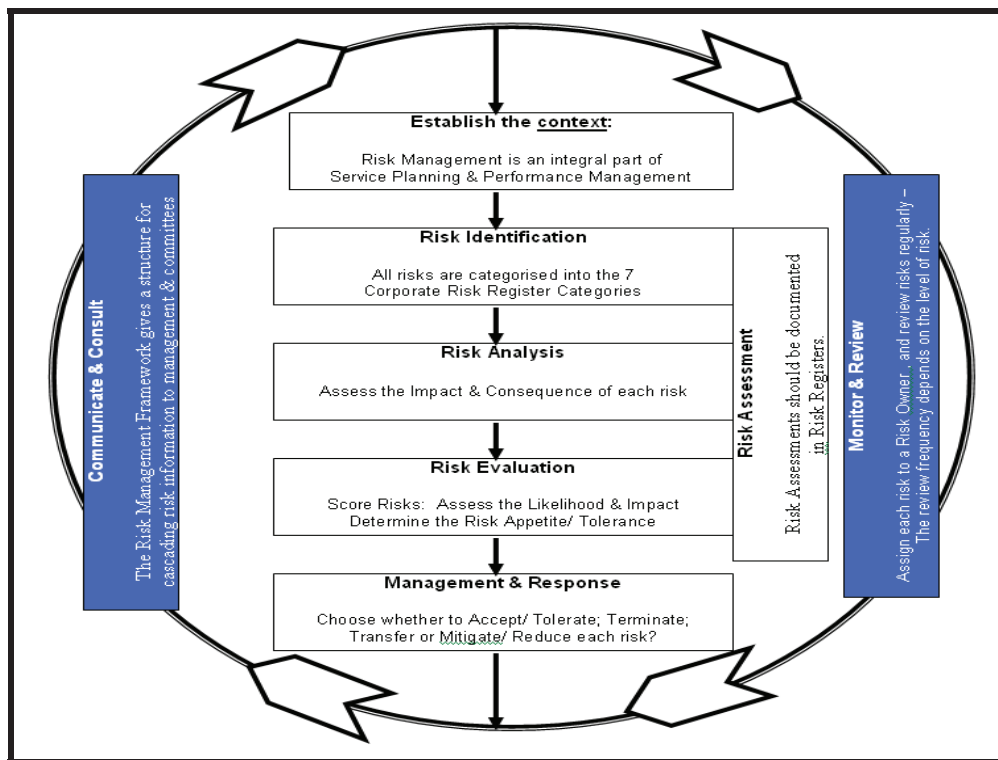 Establish the context:
Risk Management is an integral part of
Service Planning & Performance Management
Risk Identification
All risks are categorised into the 7
Corporate Risk Register Categories
Risk Analysis
Assess the Impact & Consequence of each risk
Risk Evaluation
Score Risks: Assess the Likelihood & Impact
Determine the Risk Appetite/ Tolerance
Management & Response
Choose whether to Accept/ Tolerate; Terminate;
Transfer or Mitigate/ Reduce each risk?
Communicate & Consult
The Risk Management Framework gives a structure for
cascading risk information to management & committees
Risk Assessment
Risk Assessments should be documented
in Risk Registers.
Monitor & Review
Assign each risk to a Risk Owner , and review risks regularly –
The review frequency depends on the level of risk.